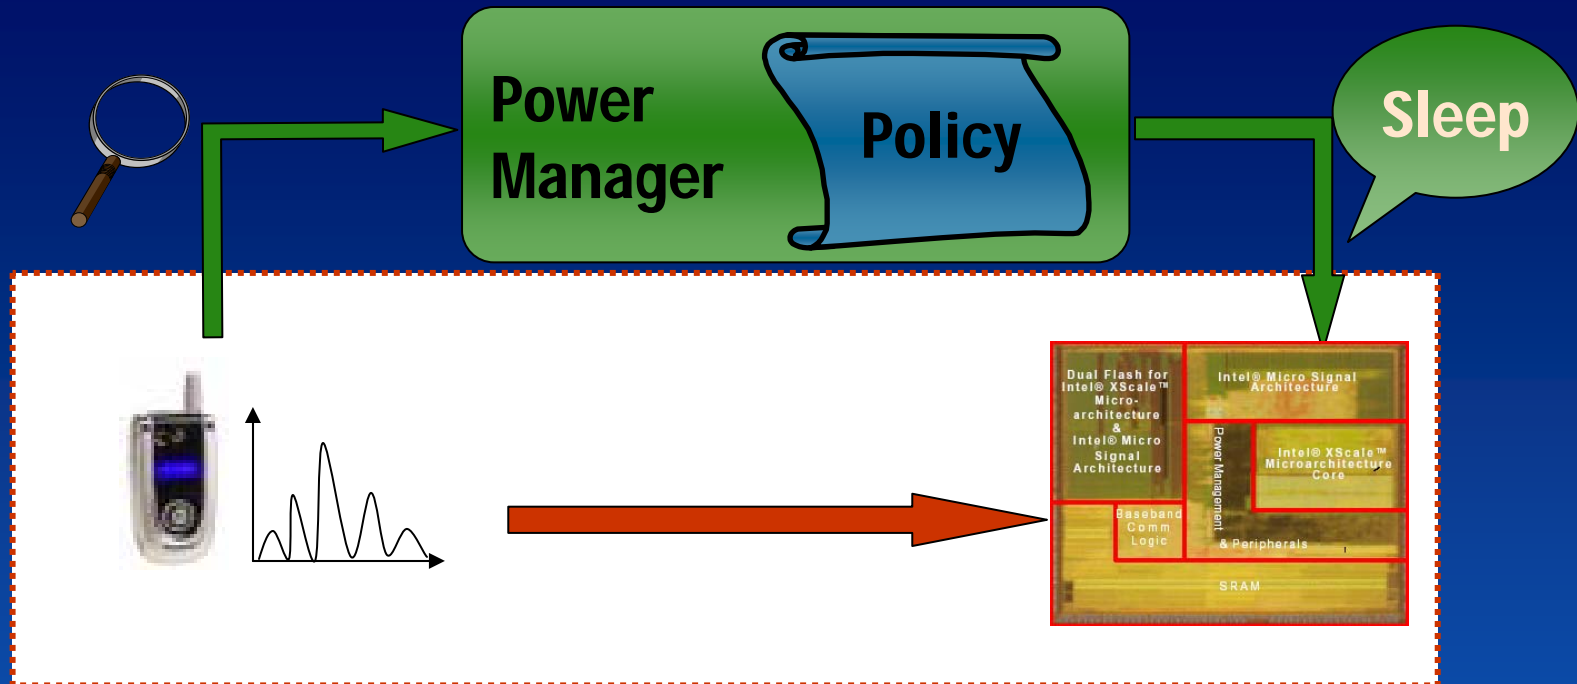 Power
Manager
Policy
Sleep
Dual Flash for
Intel® XScale™
Micro-
architecture
&
Intel® Micro
Signal
Architecture
Intel® Micro Signal
Architecture
Power Management
& Peripherals
Intel® XScale™
Microarchitecture
Core
Baseband
Comm
Logic
SRAM